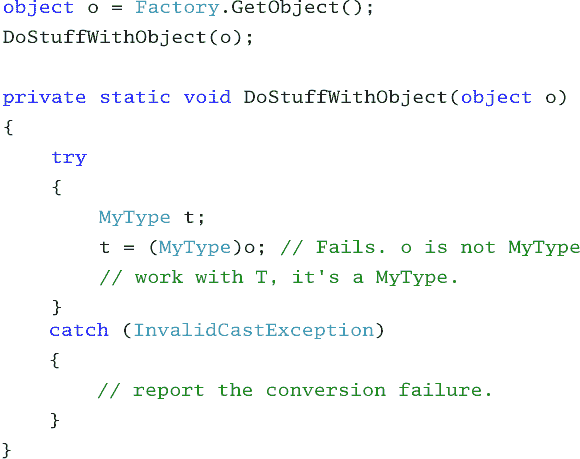 object o = Factory.GetObject();
DoStuffWithObject(o);

private static void DoStuffWithObject(object o)
{
    try
    {
        MyType t;
        t = (MyType)o; // Fails. o is not MyType
        // work with T, it's a MyType.
    }
    catch (InvalidCastException)
    {
        // report the conversion failure.
    }
}